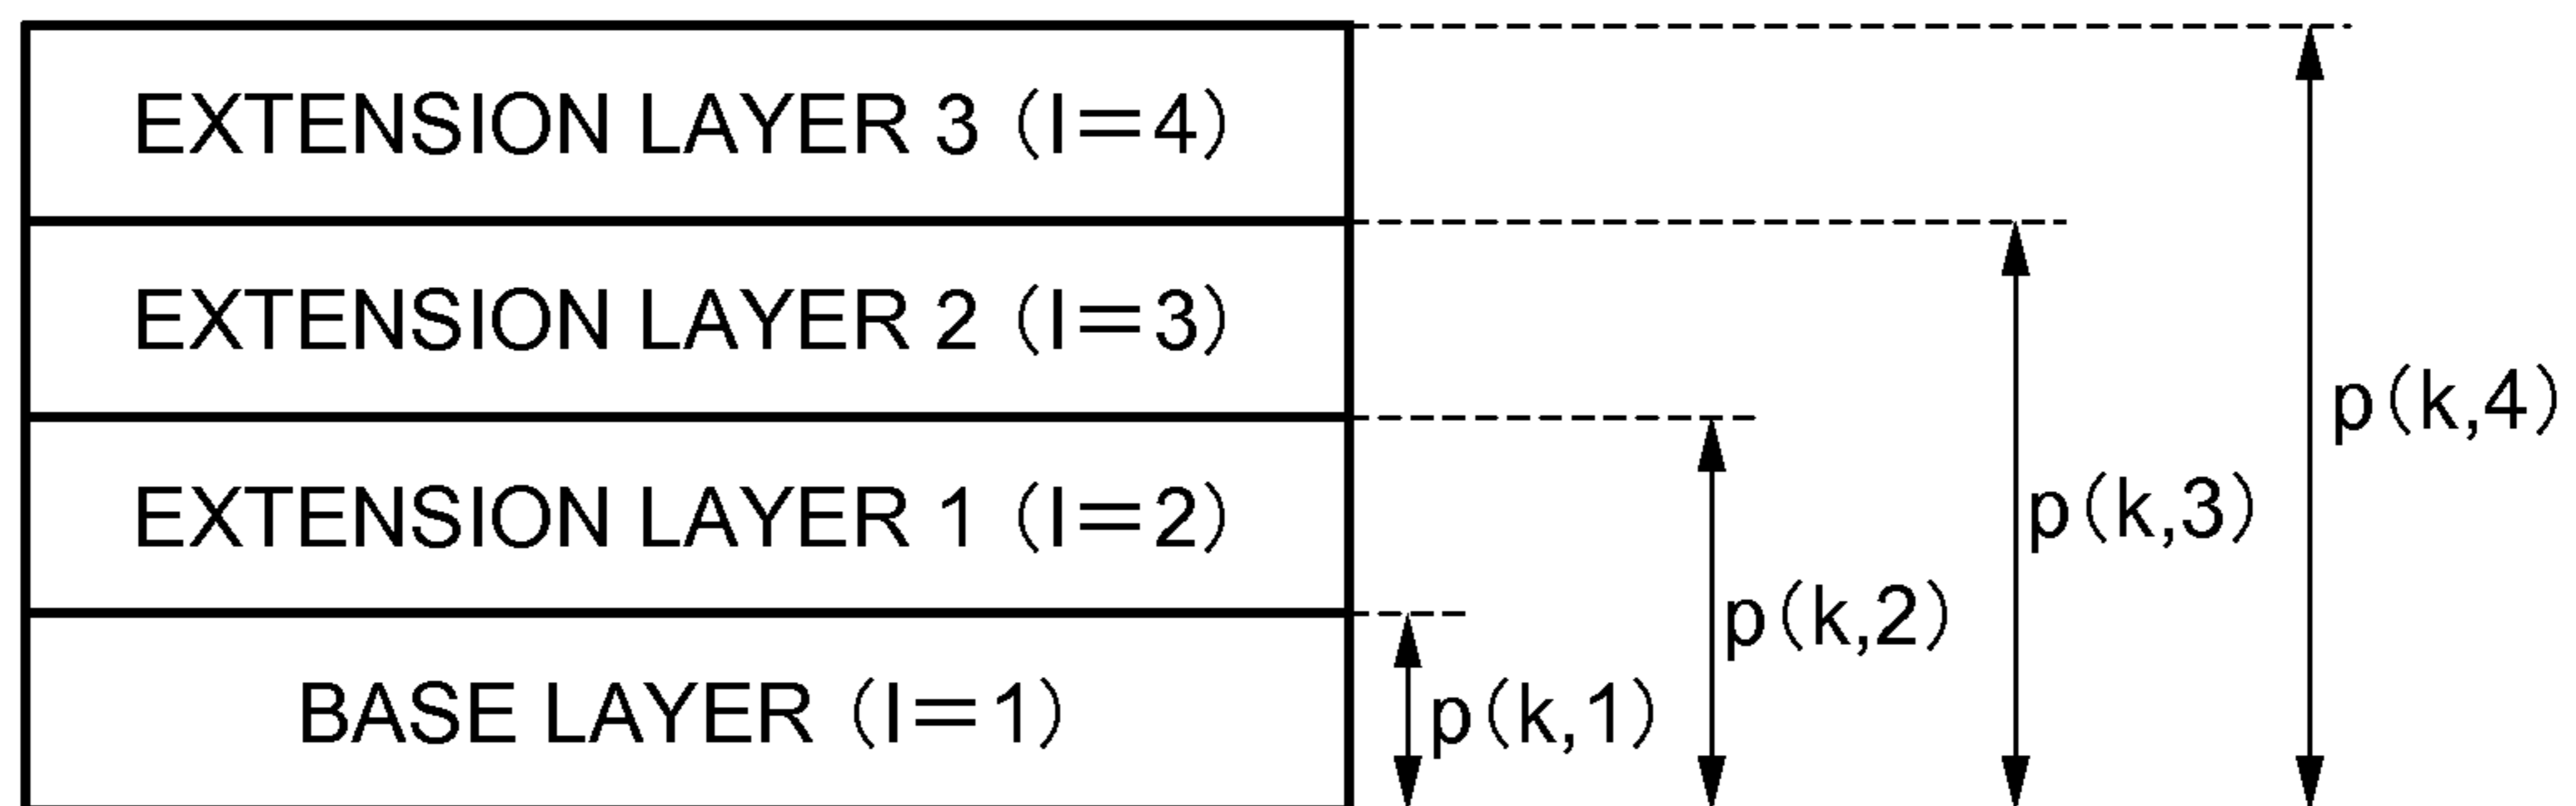 EXTENSION LAYER 3 (l=4)
EXTENSION LAYER 2 (l=3)
p(k,4)
EXTENSION LAYER 1 (l=2)
p(k,3)
p(k,2)
BASE LAYER (l=1)
p(k,1)